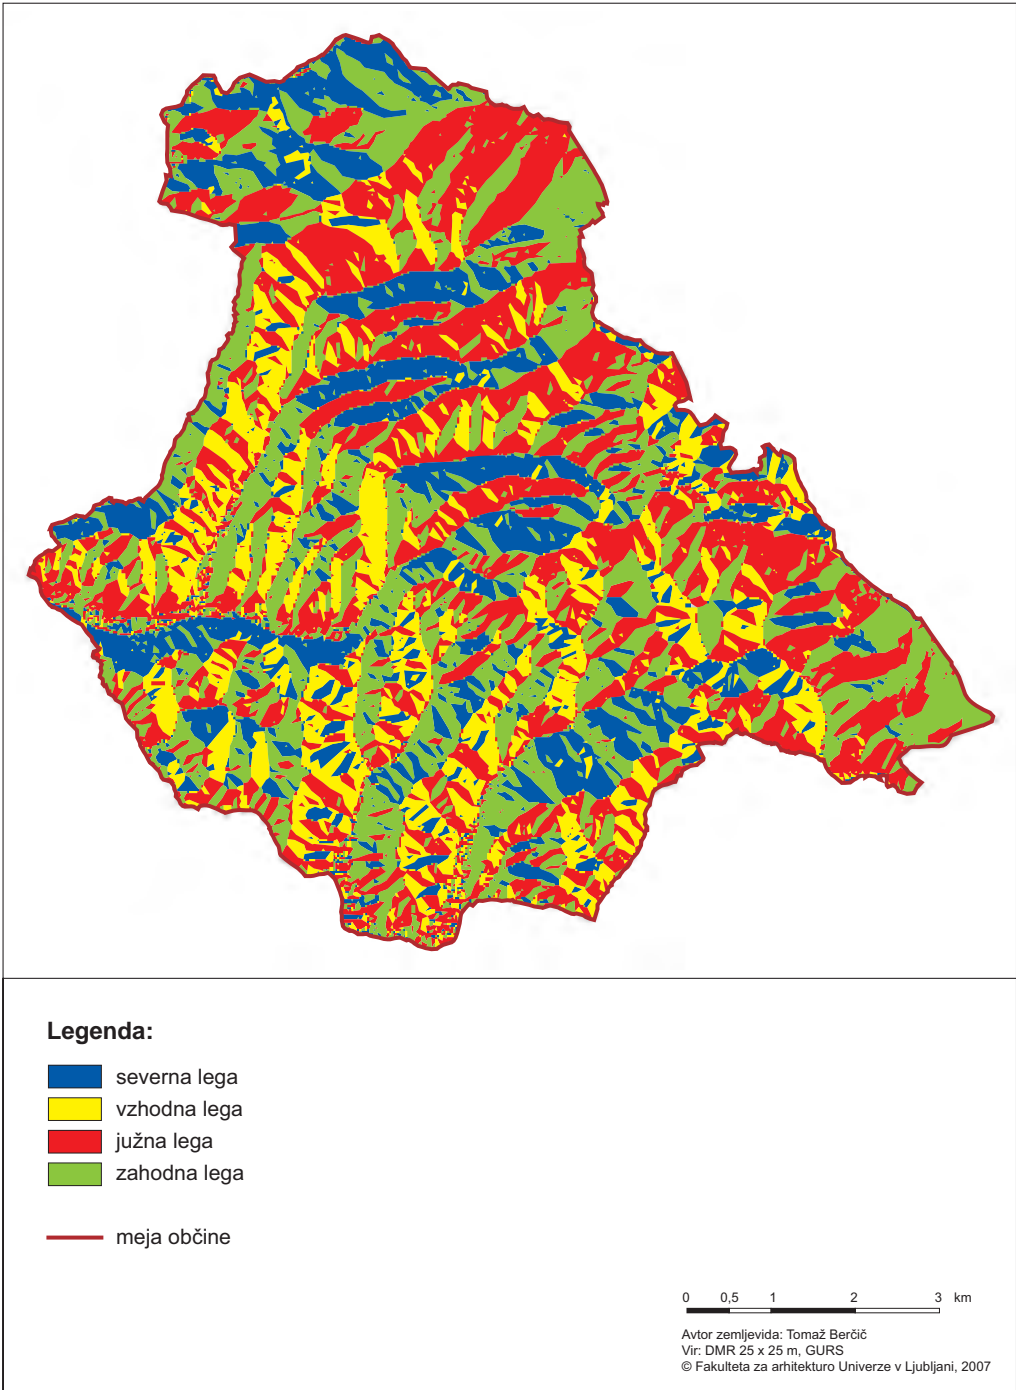 Legenda:
severna lega
vzhodna lega
južna lega
zahodna lega
meja občine
0 0,5 1 2 3 km
Avtor zemljevida: Tomaž Berčič
Vir: DMR 25 x 25 m, GURS
© Fakulteta za arhitekturo Univerze v Ljubljani, 2007